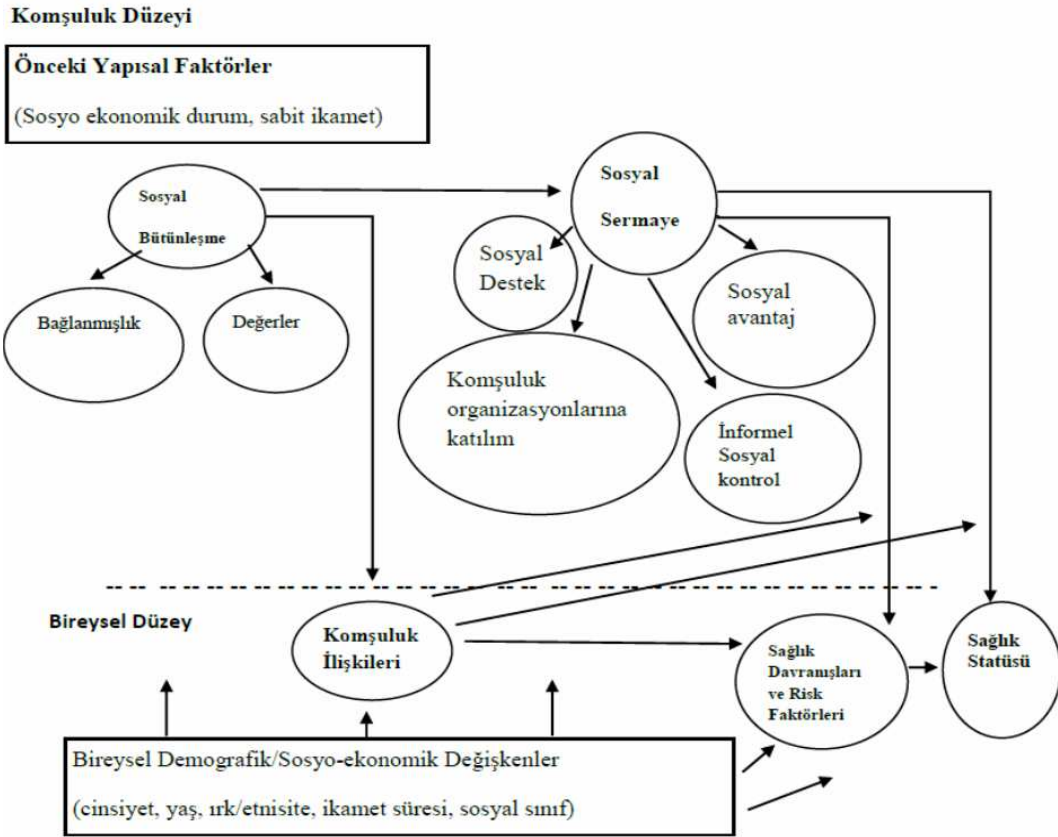 Komşuluk Düzeyi
Önceki Yapısal Faktörler
(Sosyo ekonomik durum, sabit ikamet)
Sosyal
Bütünleşme
Sosyal
Sermaye
Bağlanmışlık
Değerler
Sosyal
Destek
Sosyal
avantaj
Komşuluk
organizasyonlarına
katılım
İnformel
Sosyal
kontrol
Bireysel Düzey
Komşuluk
İlişkileri
Sağlık
Davranışları
ve Risk
Faktörleri
Sağlık
Statüsü
Bireysel Demografik/Sosyo-ekonomik Değişkenler
(cinsiyet, yaş, ırk/etnisite, ikamet süresi, sosyal sınıf)